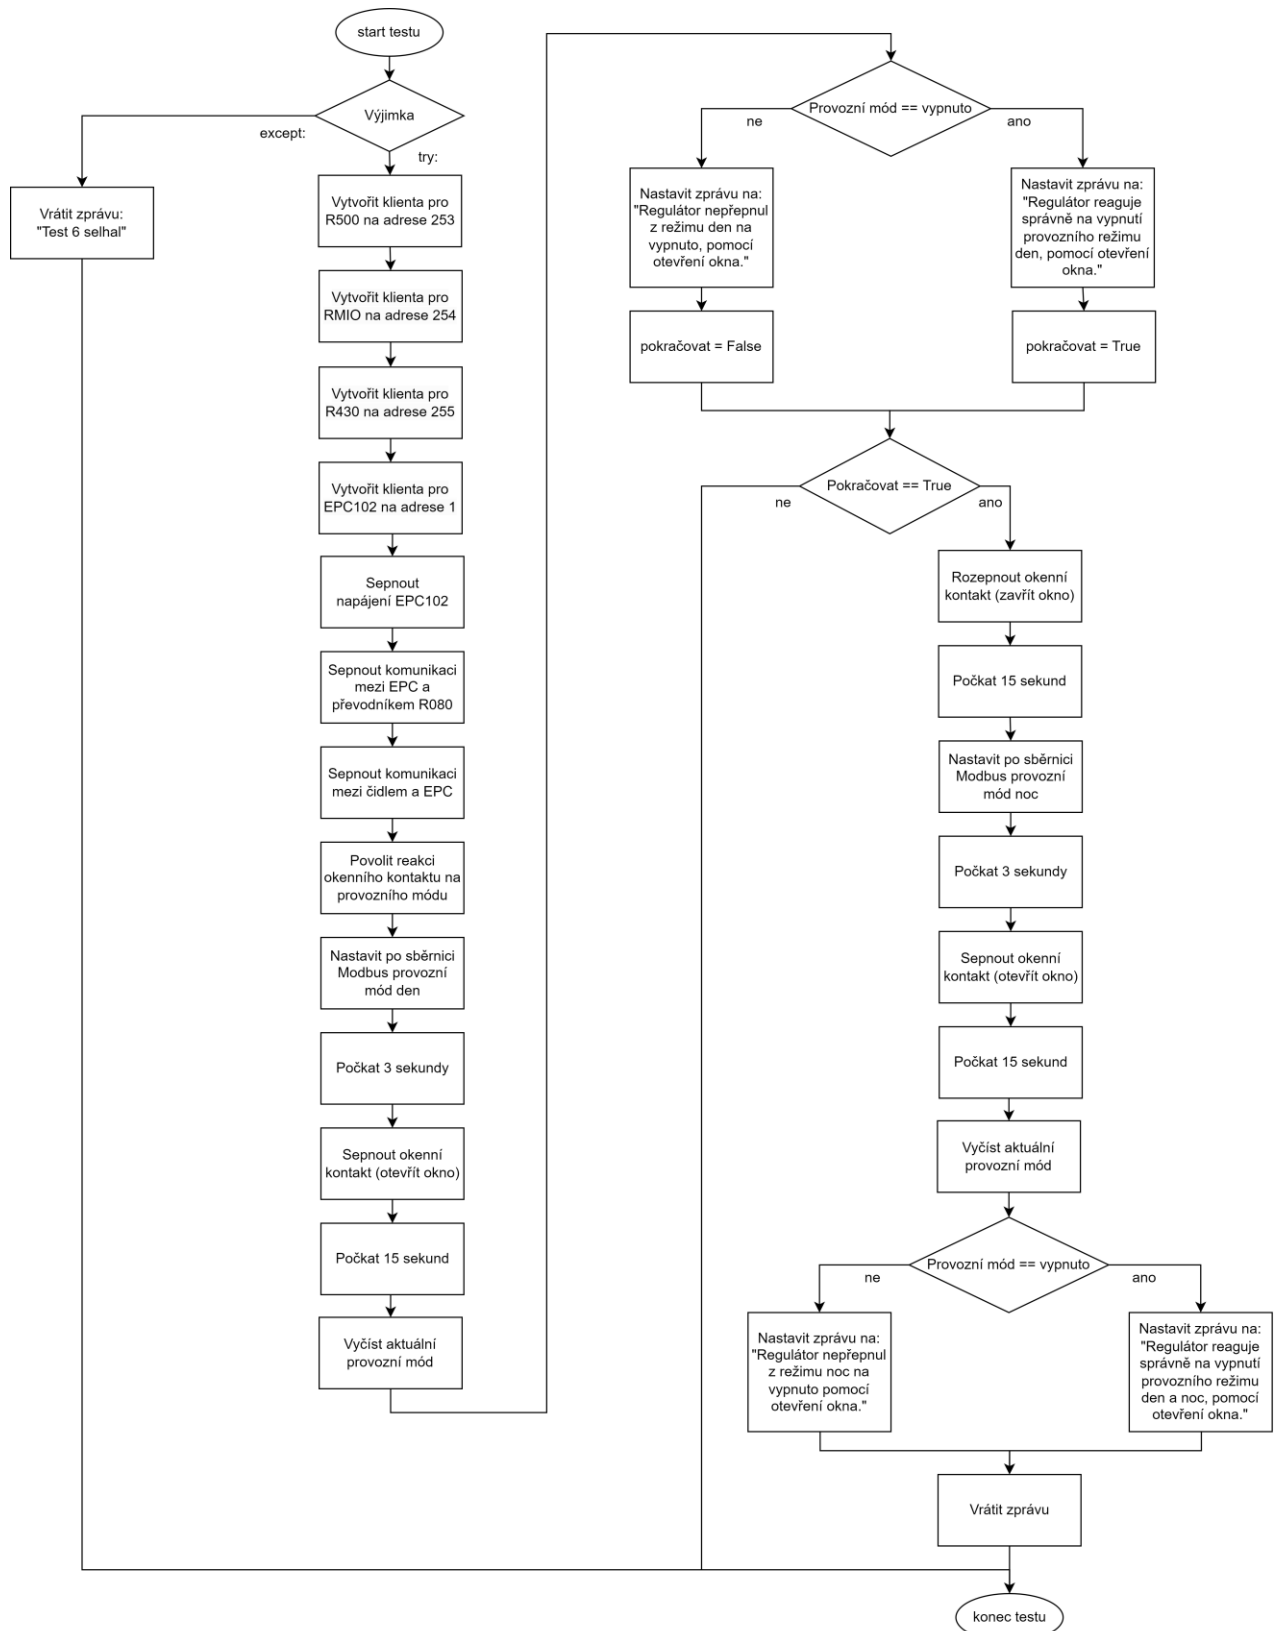 start testu
Výjimka
except:
try:
Vrátit zprávu:
"Test 6 selhal"
Vytvořit klienta pro
R500 na adrese 253
Vytvořit klienta pro
RMIO na adrese 254
Vytvořit klienta pro
R430 na adrese 255
Vytvořit klienta pro
EPC102 na adrese 1
Sepnout
napájení EPC102
Sepnout komunikaci
mezi EPC a
převodníkem R080
Sepnout komunikaci
mezi čidlem a EPC
Povolit reakci
okenního kontaktu na
provozního módu
Nastavit po sběrnici
Modbus provozní
mód den
Počkat 3 sekundy
Sepnout okenní
kontakt (otevřít okno)
Počkat 15 sekund
Vyčíst aktuální
provozní mód
Provozní mód == vypnuto
ne
ano
Nastavit zprávu na:
"Regulátor nepřepnul
z režimu den na
vypnuto, pomocí
otevření okna."
Nastavit zprávu na:
"Regulátor reaguje
správně na vypnutí
provozního režimu
den, pomocí otevření
okna."
pokračovat = False
pokračovat = True
Pokračovat == True
ne
ano
Rozepnout okenní
kontakt (zavřít okno)
Počkat 15 sekund
Nastavit po sběrnici
Modbus provozní
mód noc
Počkat 3 sekundy
Sepnout okenní
kontakt (otevřít okno)
Počkat 15 sekund
Vyčíst aktuální
provozní mód
Provozní mód == vypnuto
ne
ano
Nastavit zprávu na:
"Regulátor nepřepnul
z režimu noc na
vypnuto pomocí
otevření okna."
Nastavit zprávu na:
"Regulátor reaguje
správně na vypnutí
provozního režimu
den a noc, pomocí
otevření okna."
Vrátit zprávu
konec testu